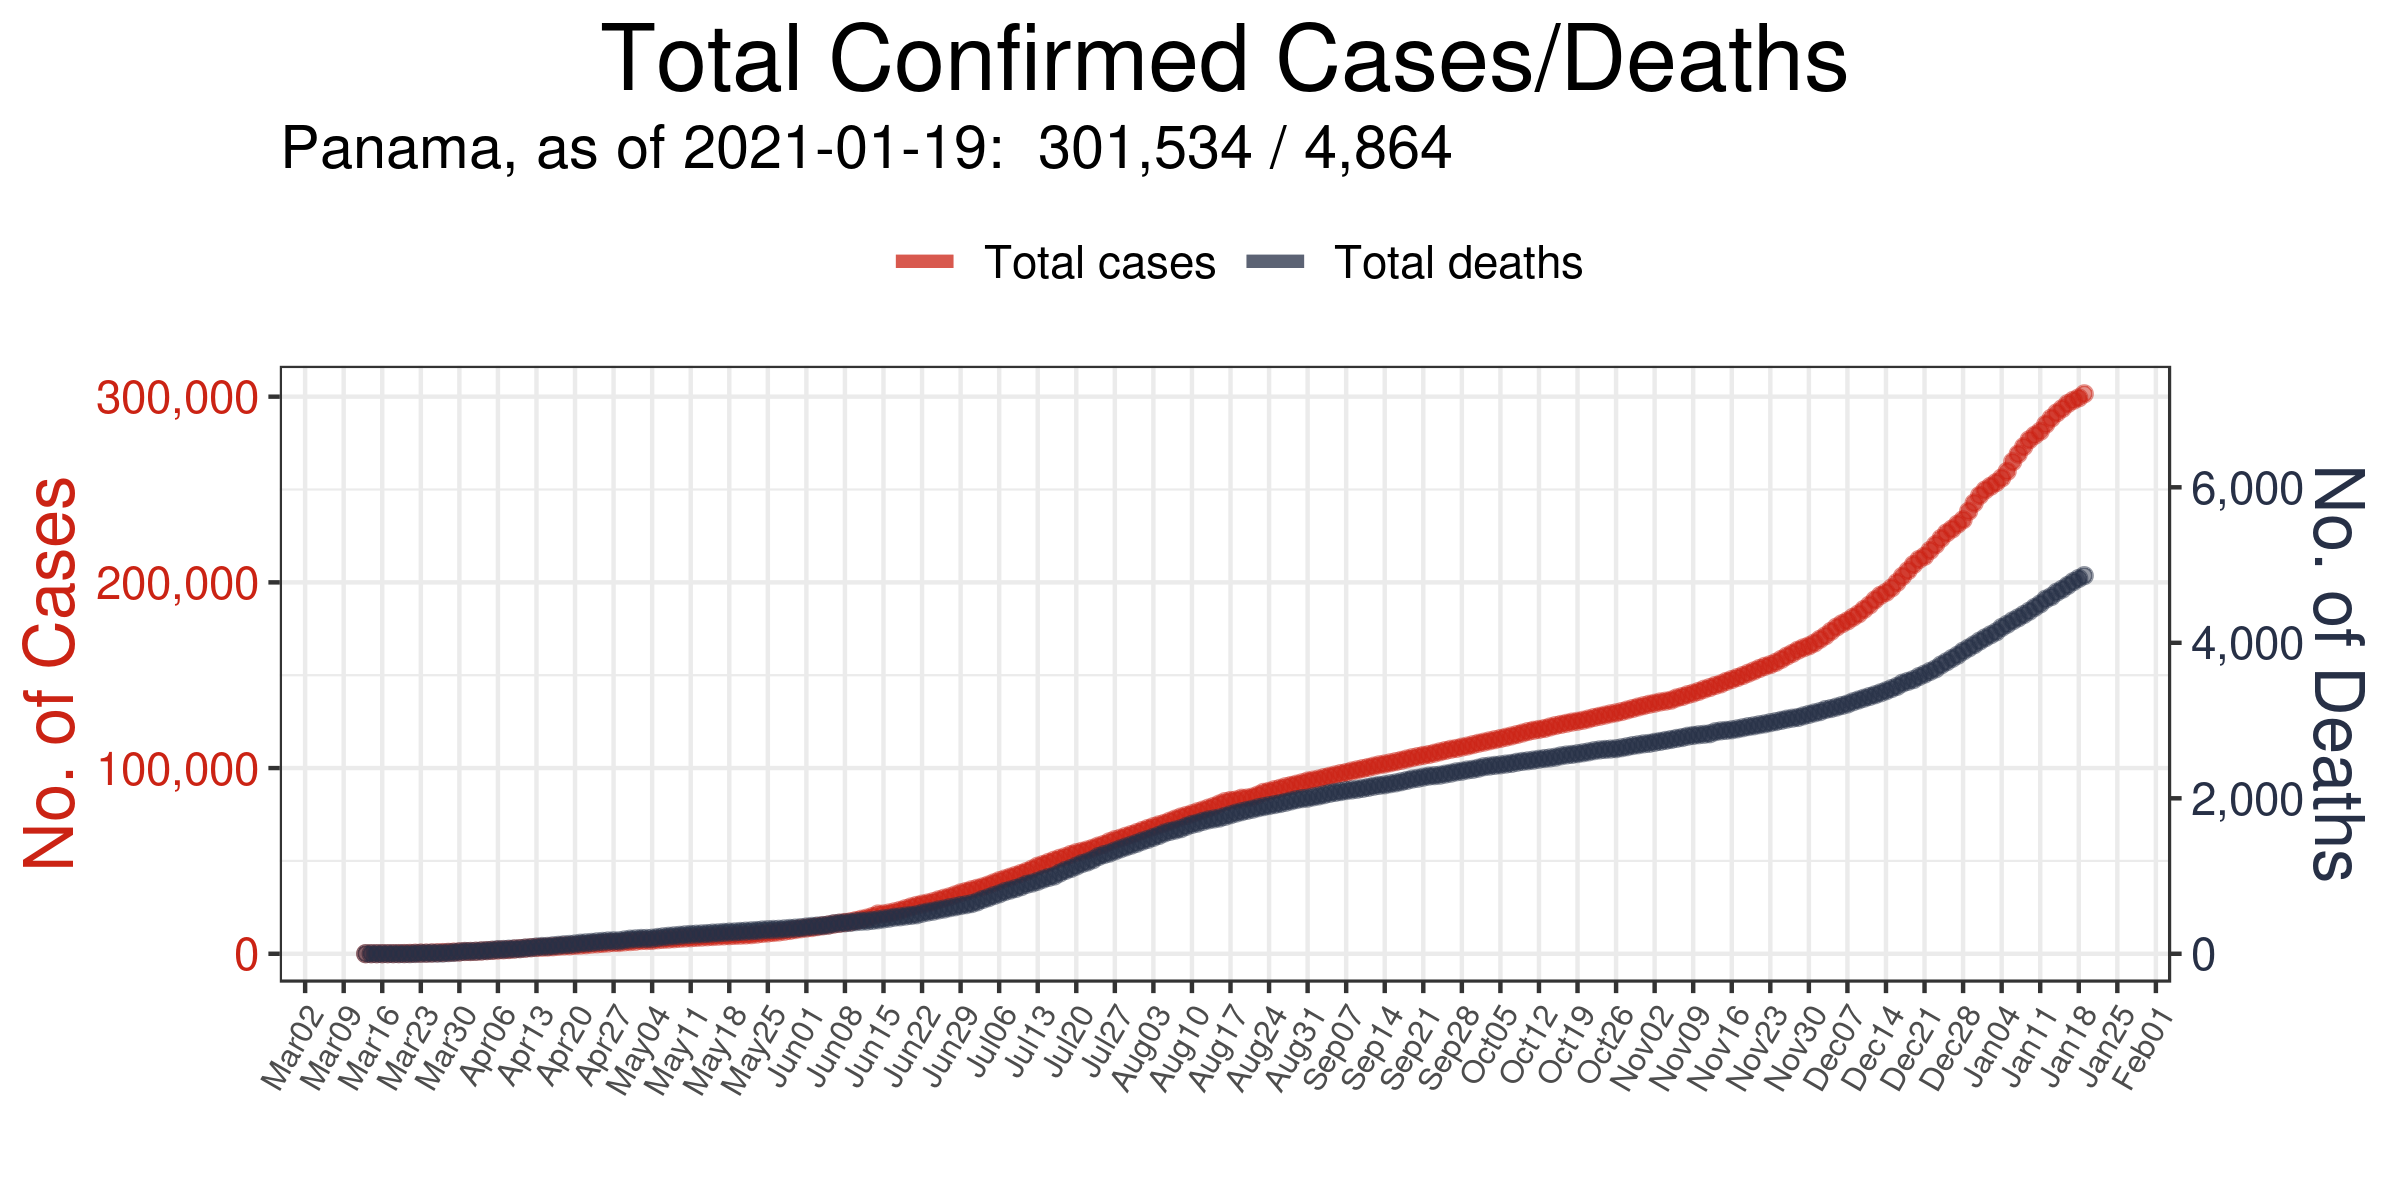 Total Confirmed Cases/Deaths
Panama, as of 2021-01-19:  301,534 / 4,864
Total cases
Total deaths
No. of Cases
300,000
200,000
100,000
0
6,000
4,000
2,000
0
No. of Deaths
Mar02
Mar09
Mar16
Mar23
Mar30
Apr06
Apr13
Apr20
Apr27
May04
May11
May18
May25
Jun01
Jun08
Jun15
Jun22
Jun29
Jul06
Jul13
Jul20
Jul27
Aug03
Aug10
Aug17
Aug24
Aug31
Sep07
Sep14
Sep21
Sep28
Oct05
Oct12
Oct19
Oct26
Nov02
Nov09
Nov16
Nov23
Nov30
Dec07
Dec14
Dec21
Dec28
Jan04
Jan11
Jan18
Jan25
Feb01